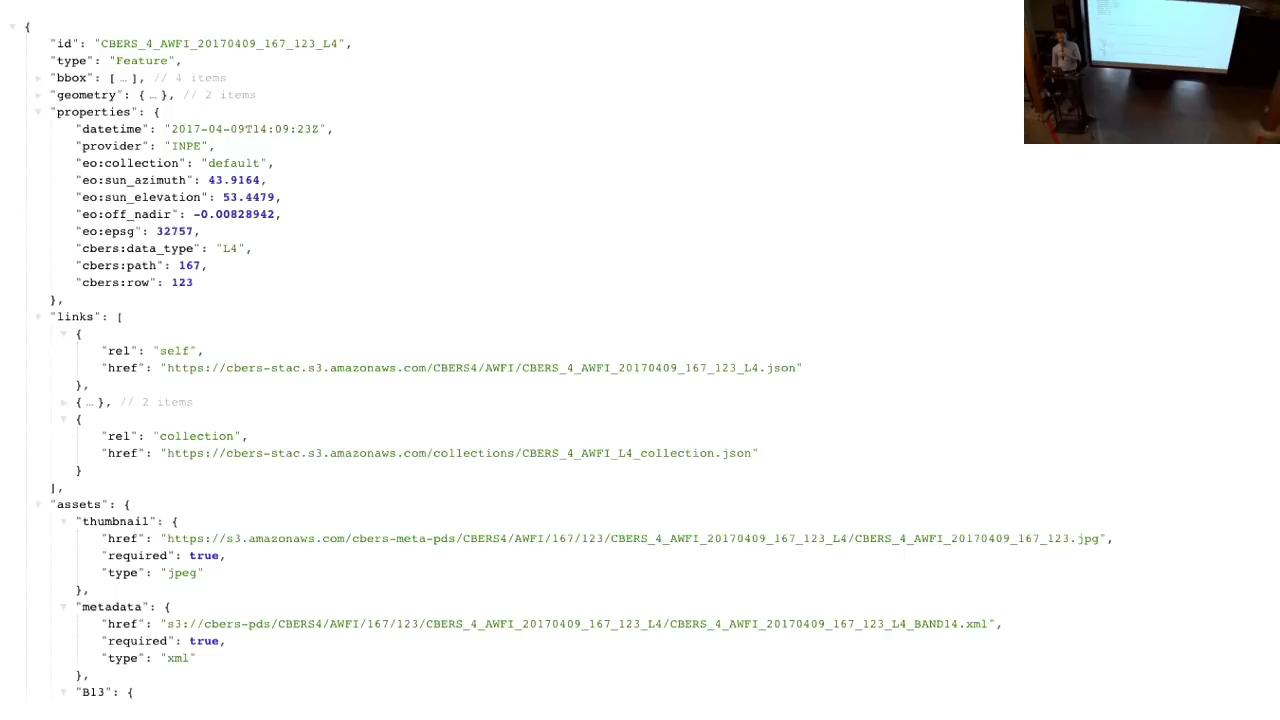 {
"id": "CBERS_4_AWFI_20170409_167_123_L4",
"type": "Feature",
"bbox": [ … ], // 4 items
"geometry": { … }, // 2 items
"properties": {
"datetime": "2017-04-09T14:09:23Z",
"provider": "INPE",
"eo:collection": "default",
"eo:sun_azimuth": 43.9164,
"eo:sun_elevation": 53.4479,
"eo:off_nadir": -0.00828942,
"eo:epsg": 32757,
"cbers:data_type": "L4",
"cbers:path": 167,
"cbers:row": 123
},
"links": [
{
"rel": "self",
"href": "https://cbers-stac.s3.amazonaws.com/CBERS4/AWFI/CBERS_4_AWFI_20170409_167_123_L4.json"
},
{ … }, // 2 items
{
"rel": "collection",
"href": "https://cbers-stac.s3.amazonaws.com/collections/CBERS_4_AWFI_L4_collection.json"
}
],
"assets": {
"thumbnail": {
"href": "https://s3.amazonaws.com/cbers-meta-pds/CBERS4/AWFI/167/123/CBERS_4_AWFI_20170409_167_123_L4/CBERS_4_AWFI_20170409_167_123.jpg",
"required": true,
"type": "jpeg"
},
"metadata": {
"href": "s3://cbers-pds/CBERS4/AWFI/167/123/CBERS_4_AWFI_20170409_167_123_L4/CBERS_4_AWFI_20170409_167_123_L4_BAND14.xml",
"required": true,
"type": "xml"
},
"B13": {